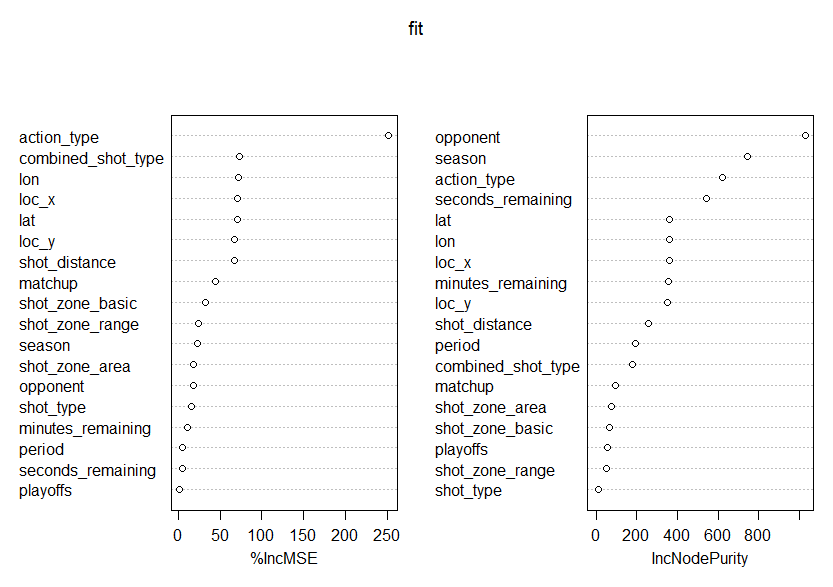 fit
action_type
combined_shot_type
lon
loc_x
lat
loc_y
shot_distance
matchup
shot_zone_basic
shot_zone_range
season
shot_zone_area
opponent
shot_type
minutes_remaining
period
seconds_remaining
playoffs
0 50 100 150 200 250
%IncMSE
opponent
season
action_type
seconds_remaining
lat
lon
loc_x
minutes_remaining
loc_y
shot_distance
period
combined_shot_type
matchup
shot_zone_area
shot_zone_basic
playoffs
shot_zone_range
shot_type
0 200 400 600 800
IncNodePurity